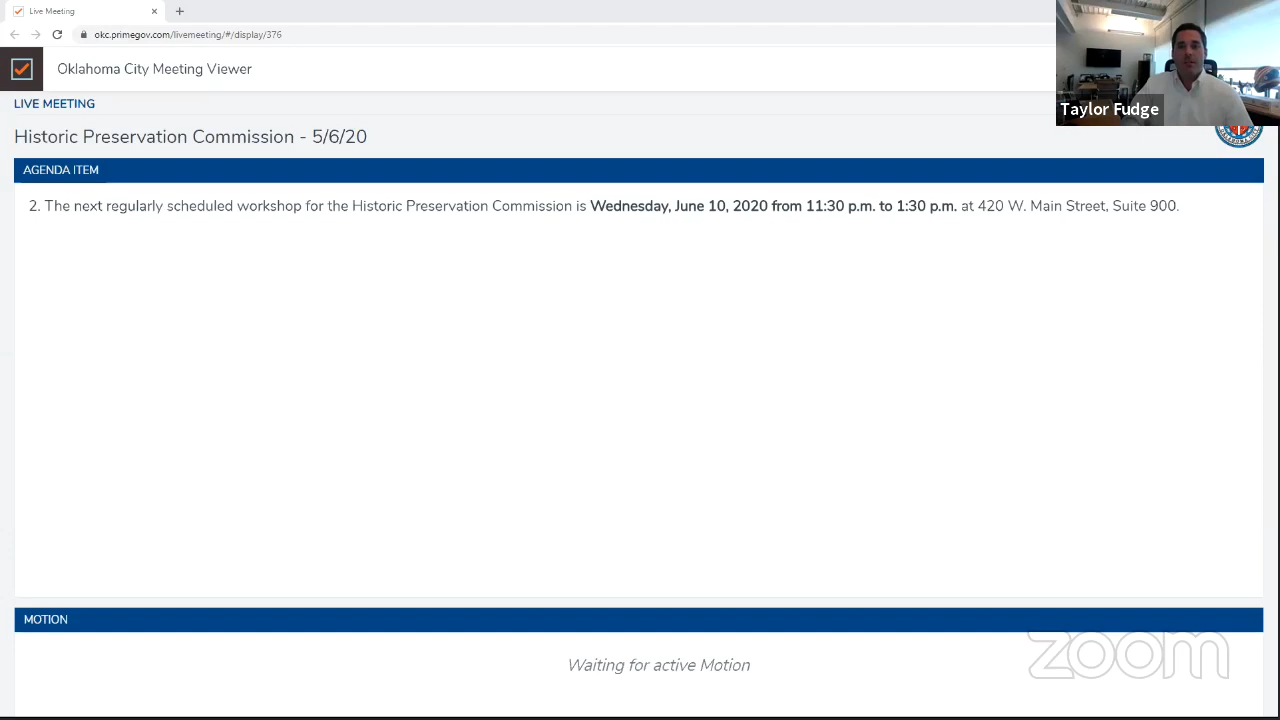 Live Meeting
okc.primegov.com/livemeeting/#/display/376
Oklahoma City Meeting Viewer
Taylor Fudge
LIVE MEETING
Historic Preservation Commission - 5/6/20
AGENDA ITEM
2. The next regularly scheduled workshop for the Historic Preservation Commission is Wednesday, June 10, 2020 from 11:30 p.m. to 1:30 p.m. at 420 W. Main Street, Suite 900.
MOTION
Waiting for active Motion
zoom